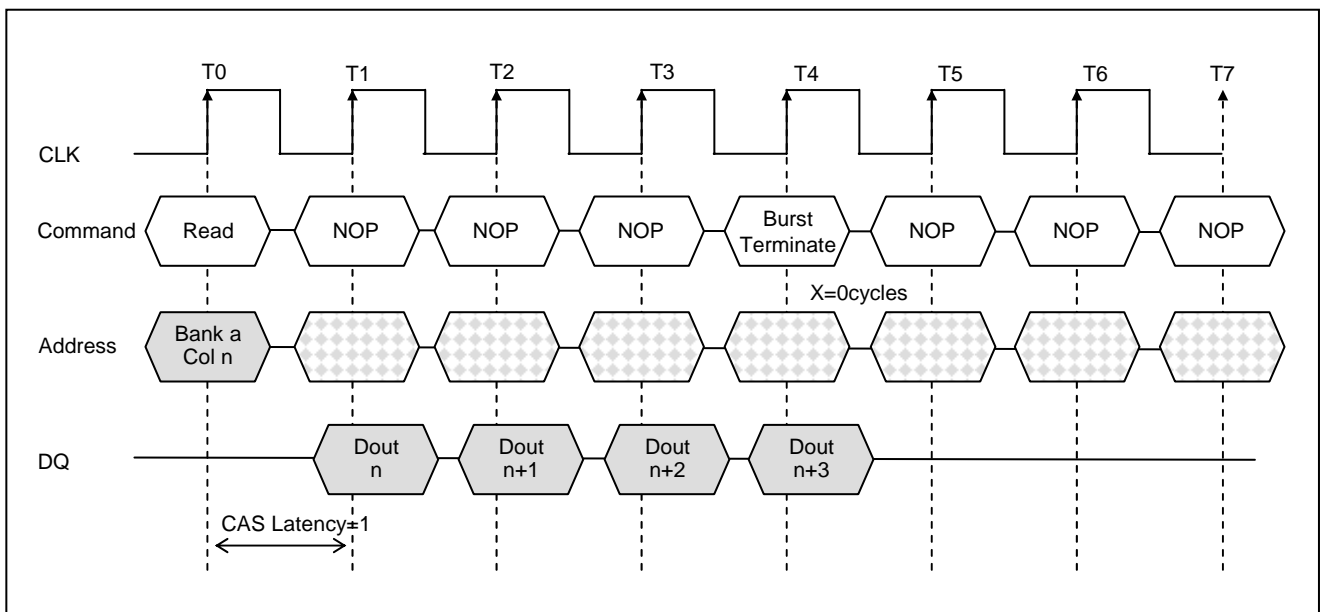 T0 T1 T2 T3 T4 T5 T6 T7
CLK
Command Read NOP NOP NOP Burst Terminate NOP NOP NOP
X=0cycles
Address Bank a Col n
DQ Dout n Dout n+1 Dout n+2 Dout n+3
CAS Latency=1